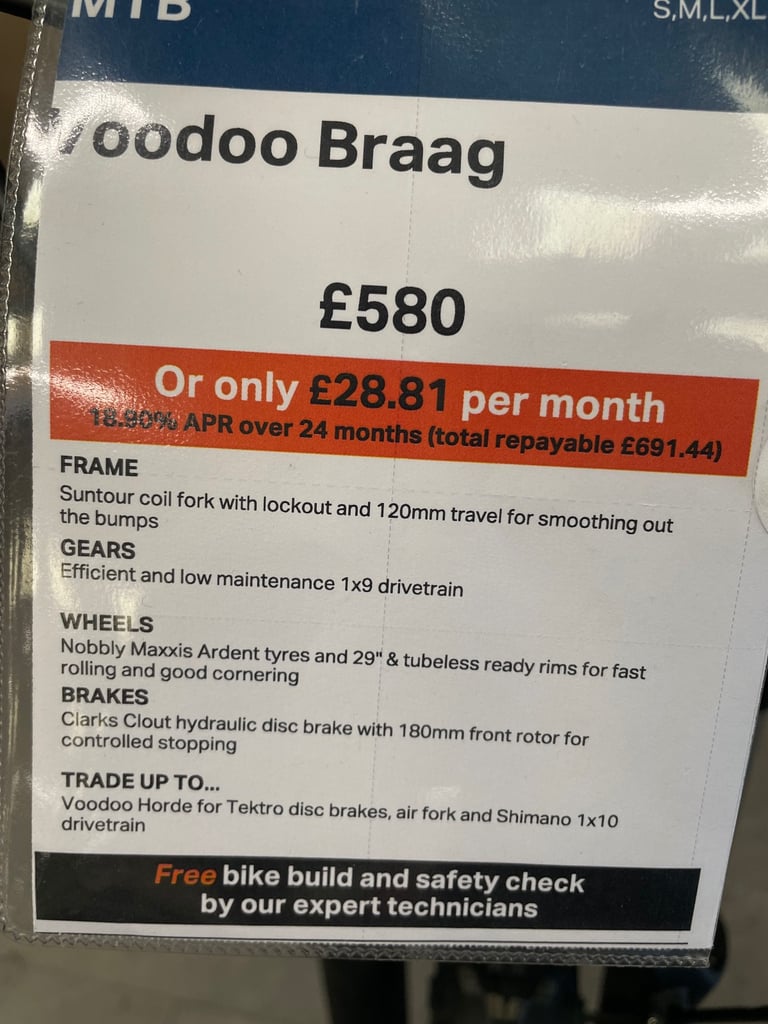 MTB
S,M,L,XL
Voodoo Braag
£580
Or only £28.81 per month
18.90% APR over 24 months (total repayable £691.44)
FRAME
Suntour coil fork with lockout and 120mm travel for smoothing out
the bumps
GEARS
Efficient and low maintenance 1x9 drivetrain
WHEELS
Nobbly Maxxis Ardent tyres and 29" & tubeless ready rims for fast
rolling and good cornering
BRAKES
Clarks Clout hydraulic disc brake with 180mm front rotor for
controlled stopping
TRADE UP TO...
Voodoo Horde for Tektro disc brakes, air fork and Shimano 1x10
drivetrain
Free bike build and safety check
by our expert technicians